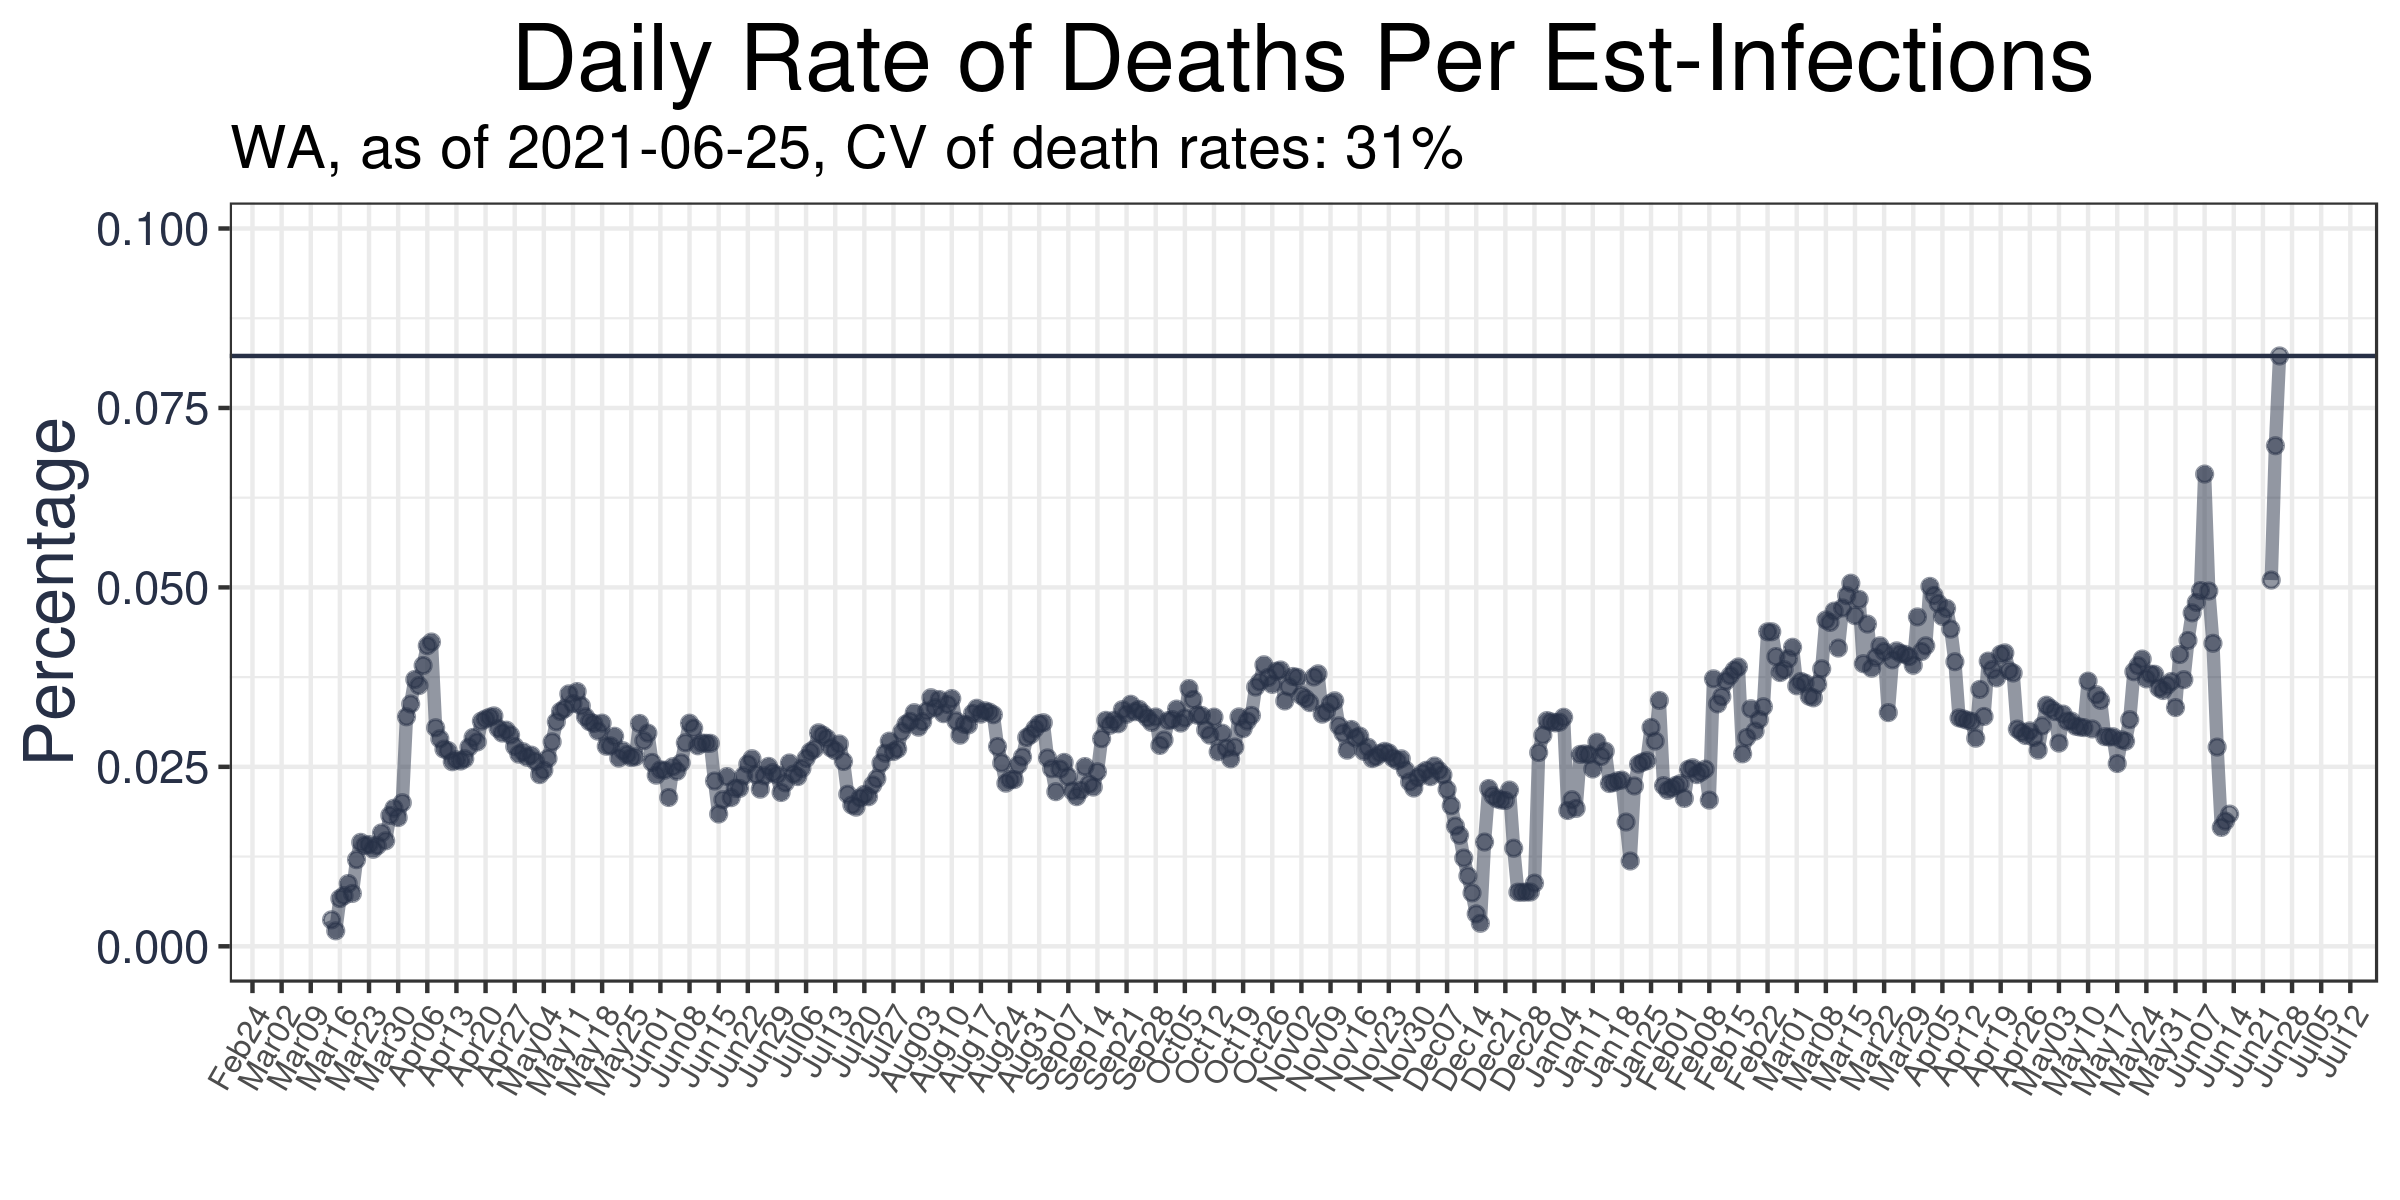 Daily Rate of Deaths Per Est-Infections
WA, as of 2021-06-25, CV of death rates: 31%
Percentage
0.100
0.075
0.050
0.025
0.000
Feb24
Mar02
Mar09
Mar16
Mar23
Mar30
Apr06
Apr13
Apr20
Apr27
May04
May11
May18
May25
Jun01
Jun08
Jun15
Jun22
Jun29
Jul06
Jul13
Jul20
Jul27
Aug03
Aug10
Aug17
Aug24
Aug31
Sep07
Sep14
Sep21
Sep28
Oct05
Oct12
Oct19
Oct26
Nov02
Nov09
Nov16
Nov23
Nov30
Dec07
Dec14
Dec21
Dec28
Jan04
Jan11
Jan18
Jan25
Feb01
Feb08
Feb15
Feb22
Mar01
Mar08
Mar15
Mar22
Mar29
Apr05
Apr12
Apr19
Apr26
May03
May10
May17
May24
May31
Jun07
Jun14
Jun21
Jun28
Jul05
Jul12